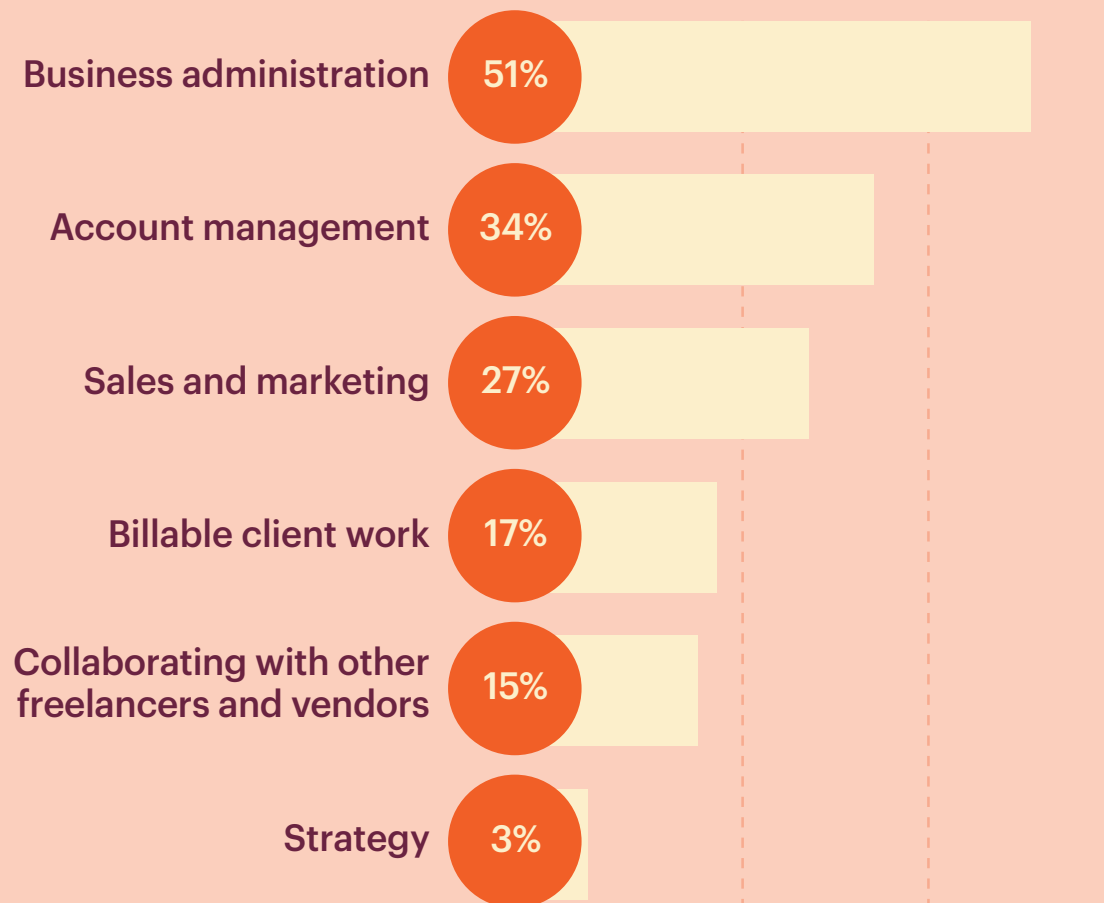 Business administration 51%
Account management 34%
Sales and marketing 27%
Billable client work 17%
Collaborating with other
freelancers and vendors 15%
Strategy 3%